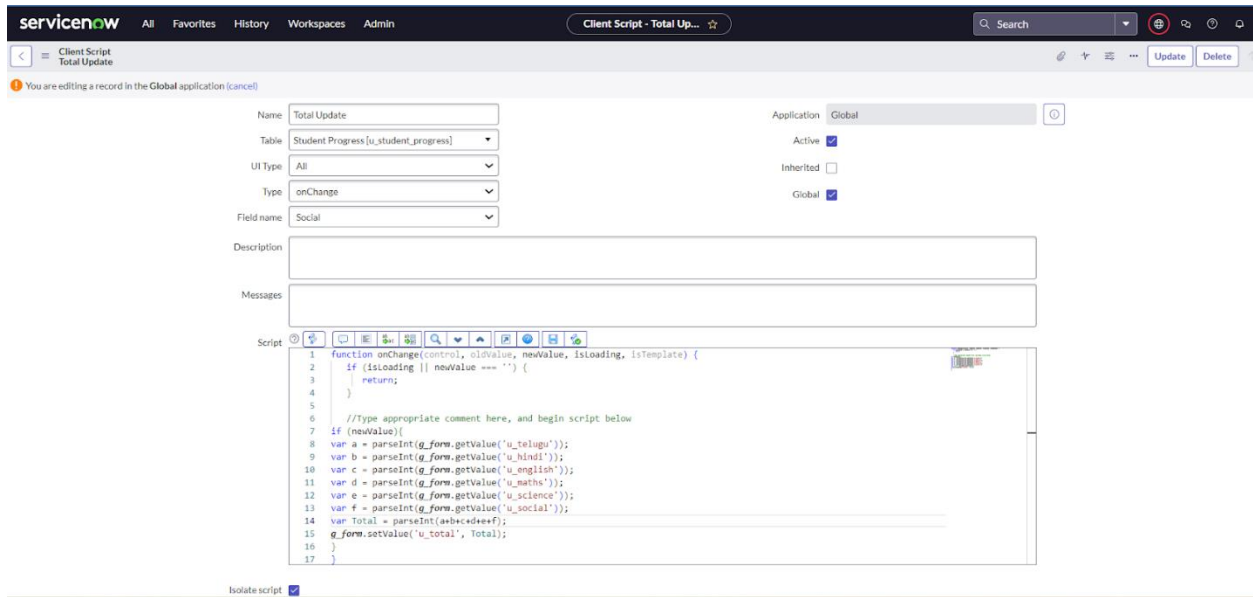 servicenow All Favorites History Workspaces Admin Client Script - Total Up... Search
Client Script
Total Update
Update Delete
You are editing a record in the Global application (cancel)
Name Total Update
Application Global
Table Student Progress [u_student_progress]
Active
UI Type All
Inherited
Type onChange
Global
Field name Social
Description
Messages
Script
1 function onChange(control, oldValue, newValue, isLoading, isTemplate) {
2 if (isLoading || newValue === '') {
3 return;
4 }
5
6 //Type appropriate comment here, and begin script below
7 if (newValue){
8 var a = parseInt(g_form.getValue('u_telugu'));
9 var b = parseInt(g_form.getValue('u_hindi'));
10 var c = parseInt(g_form.getValue('u_english'));
11 var d = parseInt(g_form.getValue('u_maths'));
12 var e = parseInt(g_form.getValue('u_science'));
13 var f = parseInt(g_form.getValue('u_social'));
14 var Total = parseInt(a+b+c+d+e+f);
15 g_form.setValue('u_total', Total);
16 }
17 }
Isolate script